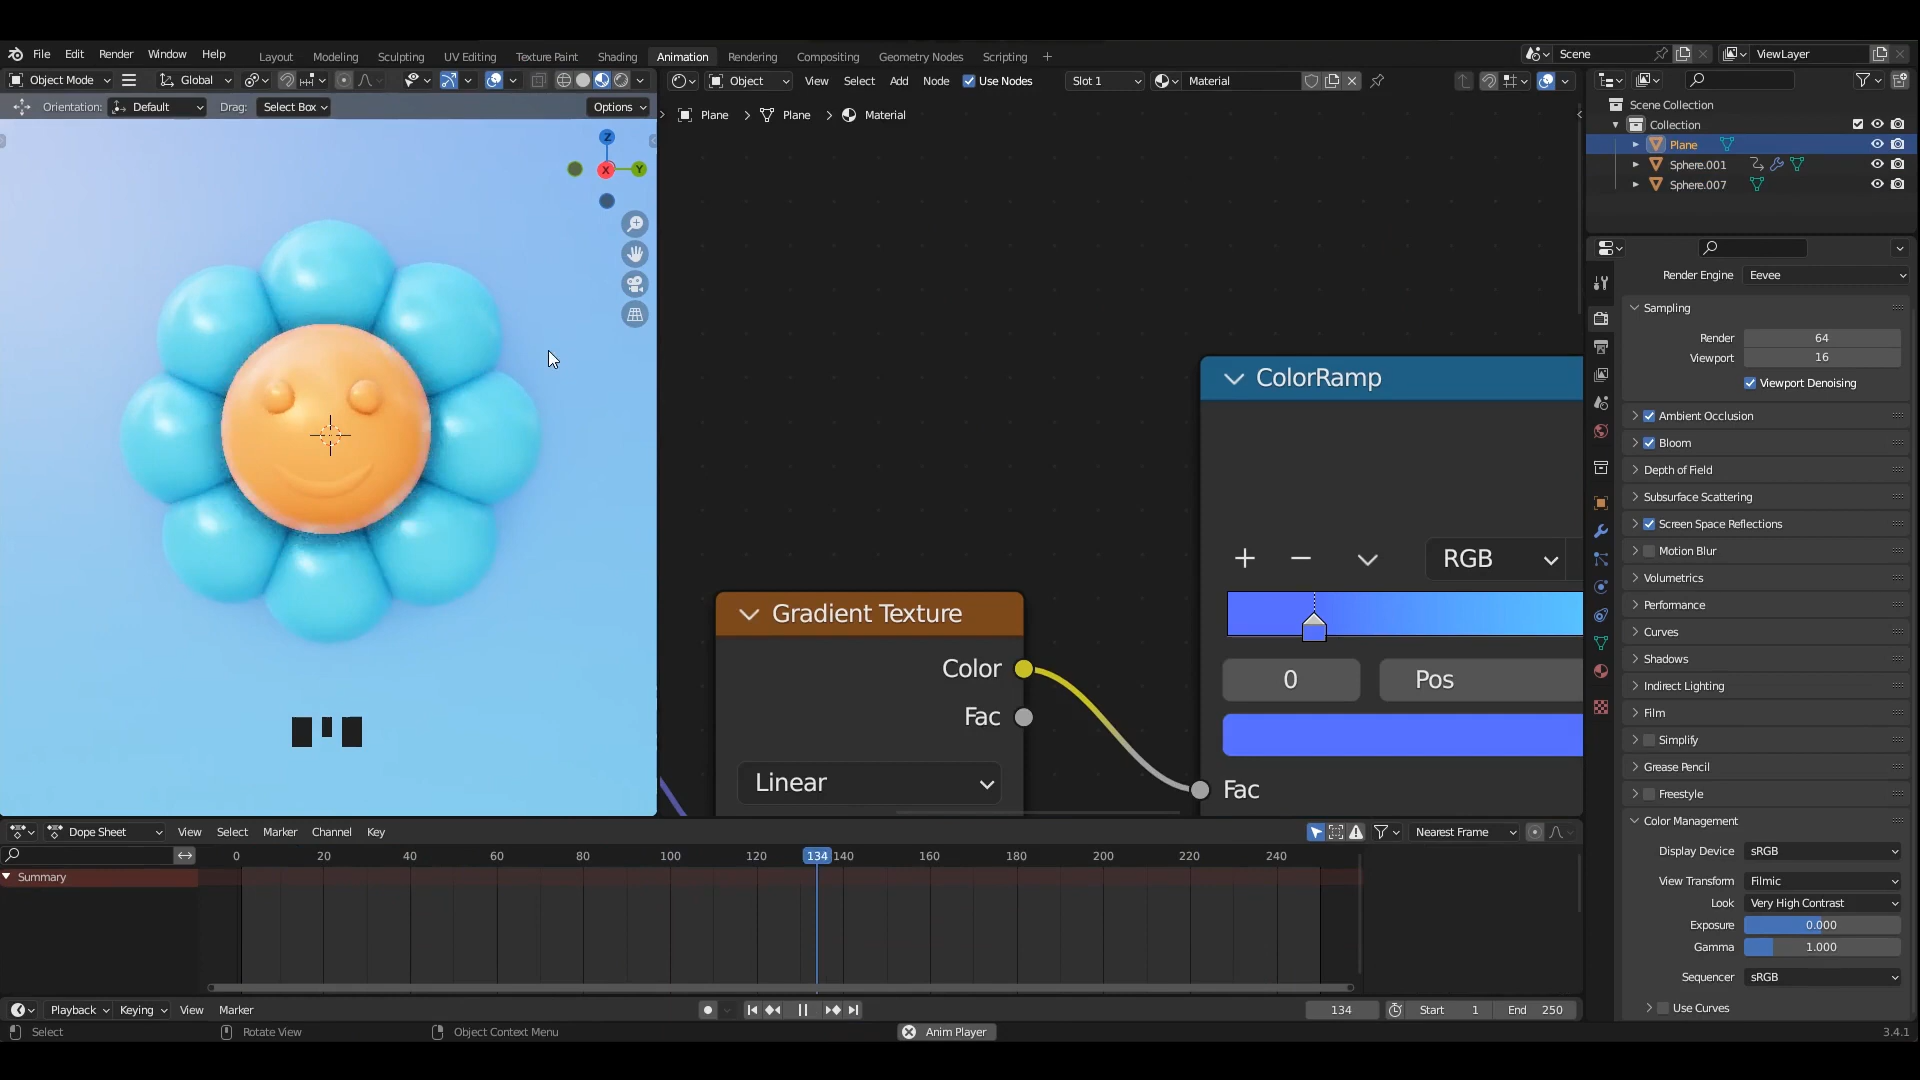 File Edit Render Window Help Layout Modeling Sculpting UV Editing Texture Paint Shading Animation Rendering Compositing Geometry Nodes Scripting + Scene ViewLayer
Object Mode Global Object View Select Add Node Use Nodes Slot 1 Material
Orientation: Default Drag: Select Box Options
Plane Plane Material
Z
Y
X
Scene Collection
Collection
Plane
Sphere.001
Sphere.007
Render Engine Eevee
Sampling
Render 64
Viewport 16
Viewport Denoising
Ambient Occlusion
Bloom
Depth of Field
Subsurface Scattering
Screen Space Reflections
Motion Blur
Volumetrics
Performance
Curves
Shadows
Indirect Lighting
Film
Simplify
Grease Pencil
Freestyle
Color Management
Display Device sRGB
View Transform Filmic
Look Very High Contrast
Exposure 0.000
Gamma 1.000
Sequencer sRGB
Use Curves
ColorRamp
RGB
0 Pos
Fac
Gradient Texture
Color
Fac
Linear
Dope Sheet View Select Marker Channel Key Nearest Frame
0 20 40 60 80 100 120 134 140 160 180 200 220 240
Summary
Playback Keying View Marker 134 Start 1 End 250
Select Rotate View Object Context Menu Anim Player 3.4.1